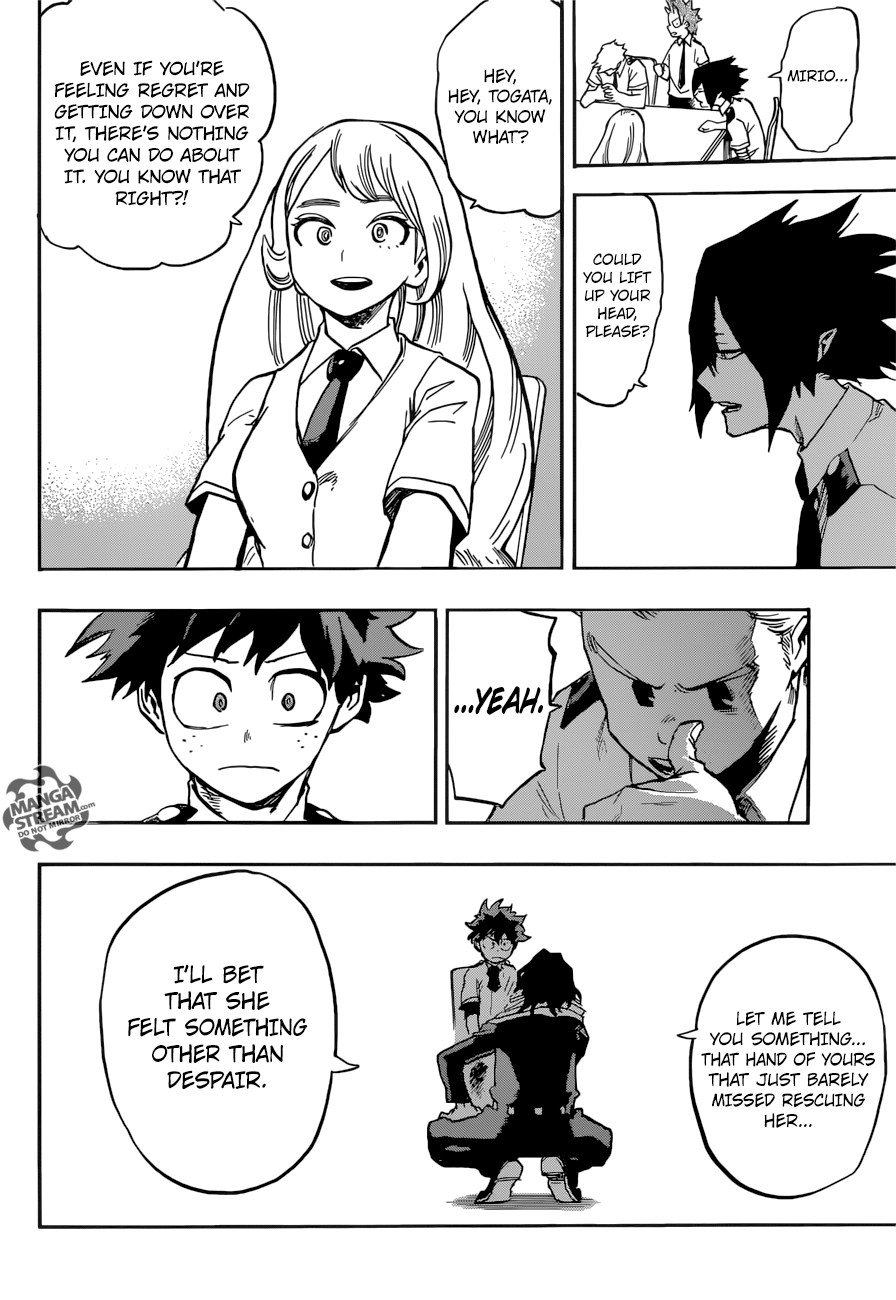 MIRIO...
COULD
YOU LIFT
UP YOUR
HEAD,
PLEASE?
HEY,
HEY, TOGATA,
YOU KNOW
WHAT?
EVEN IF YOU'RE
FEELING REGRET AND
GETTING DOWN OVER
IT, THERE'S NOTHING
YOU CAN DO ABOUT
IT. YOU KNOW THAT
RIGHT?!
...YEAH.
MANGA
STREAM.com
DO NOT MIRROR
LET ME TELL
YOU SOMETHING...
THAT HAND OF YOURS
THAT JUST BARELY
MISSED RESCUING
HER...
I'LL BET
THAT SHE
FELT SOMETHING
OTHER THAN
DESPAIR.